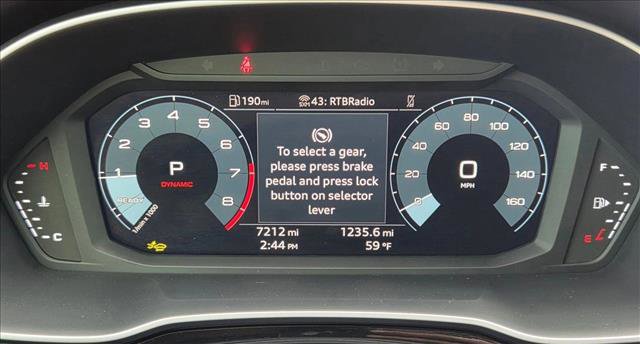 190mi
SXM 43: RTBRadio
To select a gear,
please press brake
pedal and press lock
button on selector
lever
1 2 3 4 5 6 7 8
P
DYNAMIC
READY
1/min x 1000
0 20 40 60 80 100 120 140 160
0
MPH
H
C
F
E
7212 mi
1235.6 mi
2:44 PM
59 °F